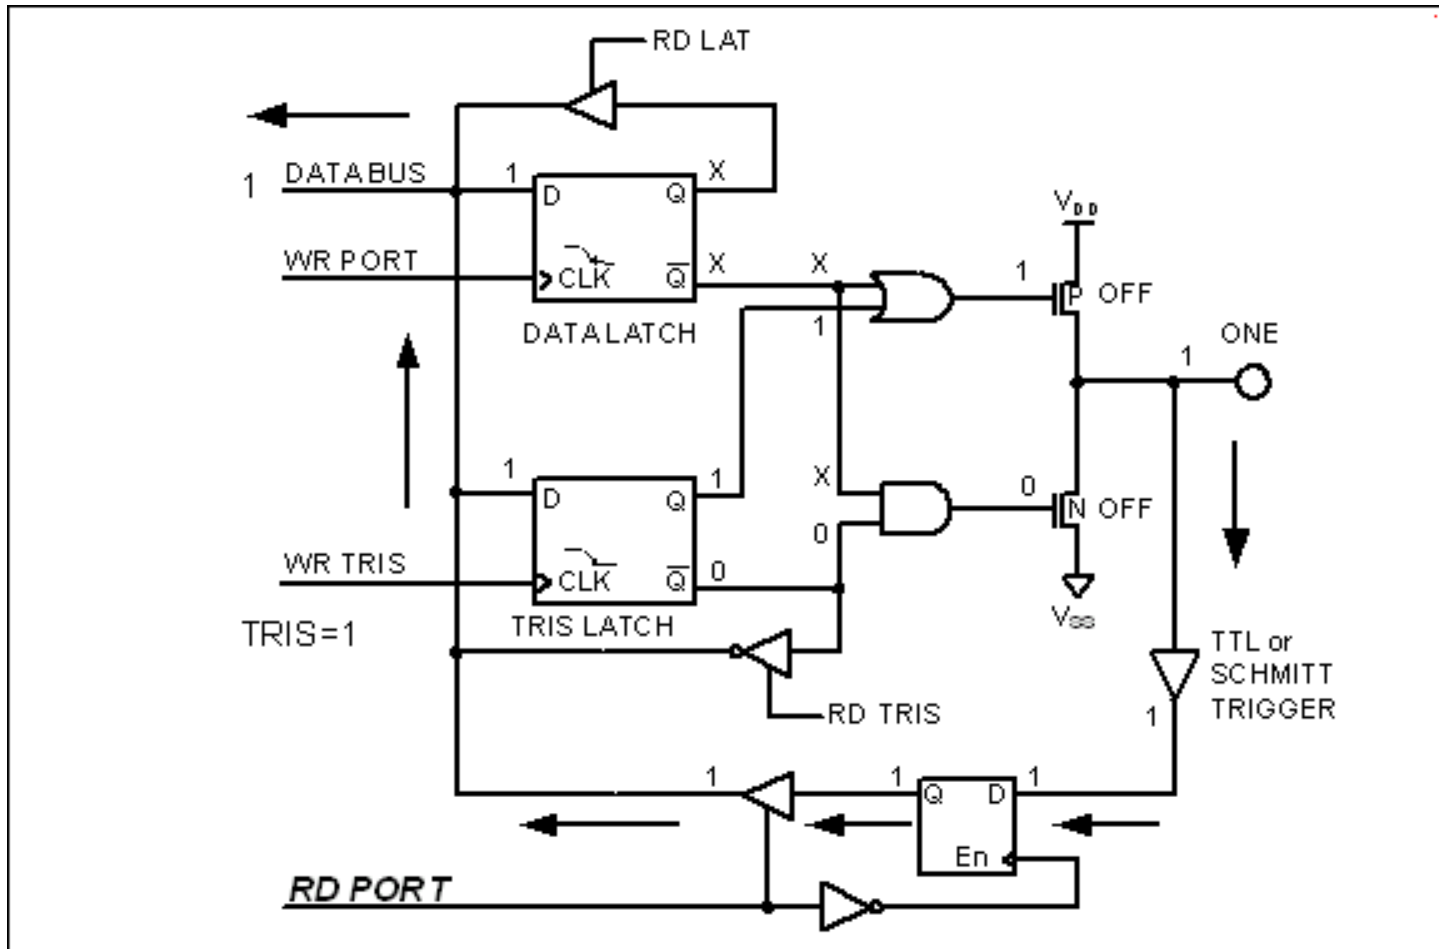 RD LAT
1 DATABUS 1 D Q X
WR PORT CLK Q X X 1 P OFF
V DD
DATA LATCH 1
ONE
1
1 D Q 1 X 0 N OFF
0
WR TRIS CLK Q 0
TRIS=1 TRIS LATCH
VSS
TTL or
SCHMITT
TRIGGER
RD TRIS 1
1 1 Q D 1
En
RD PORT